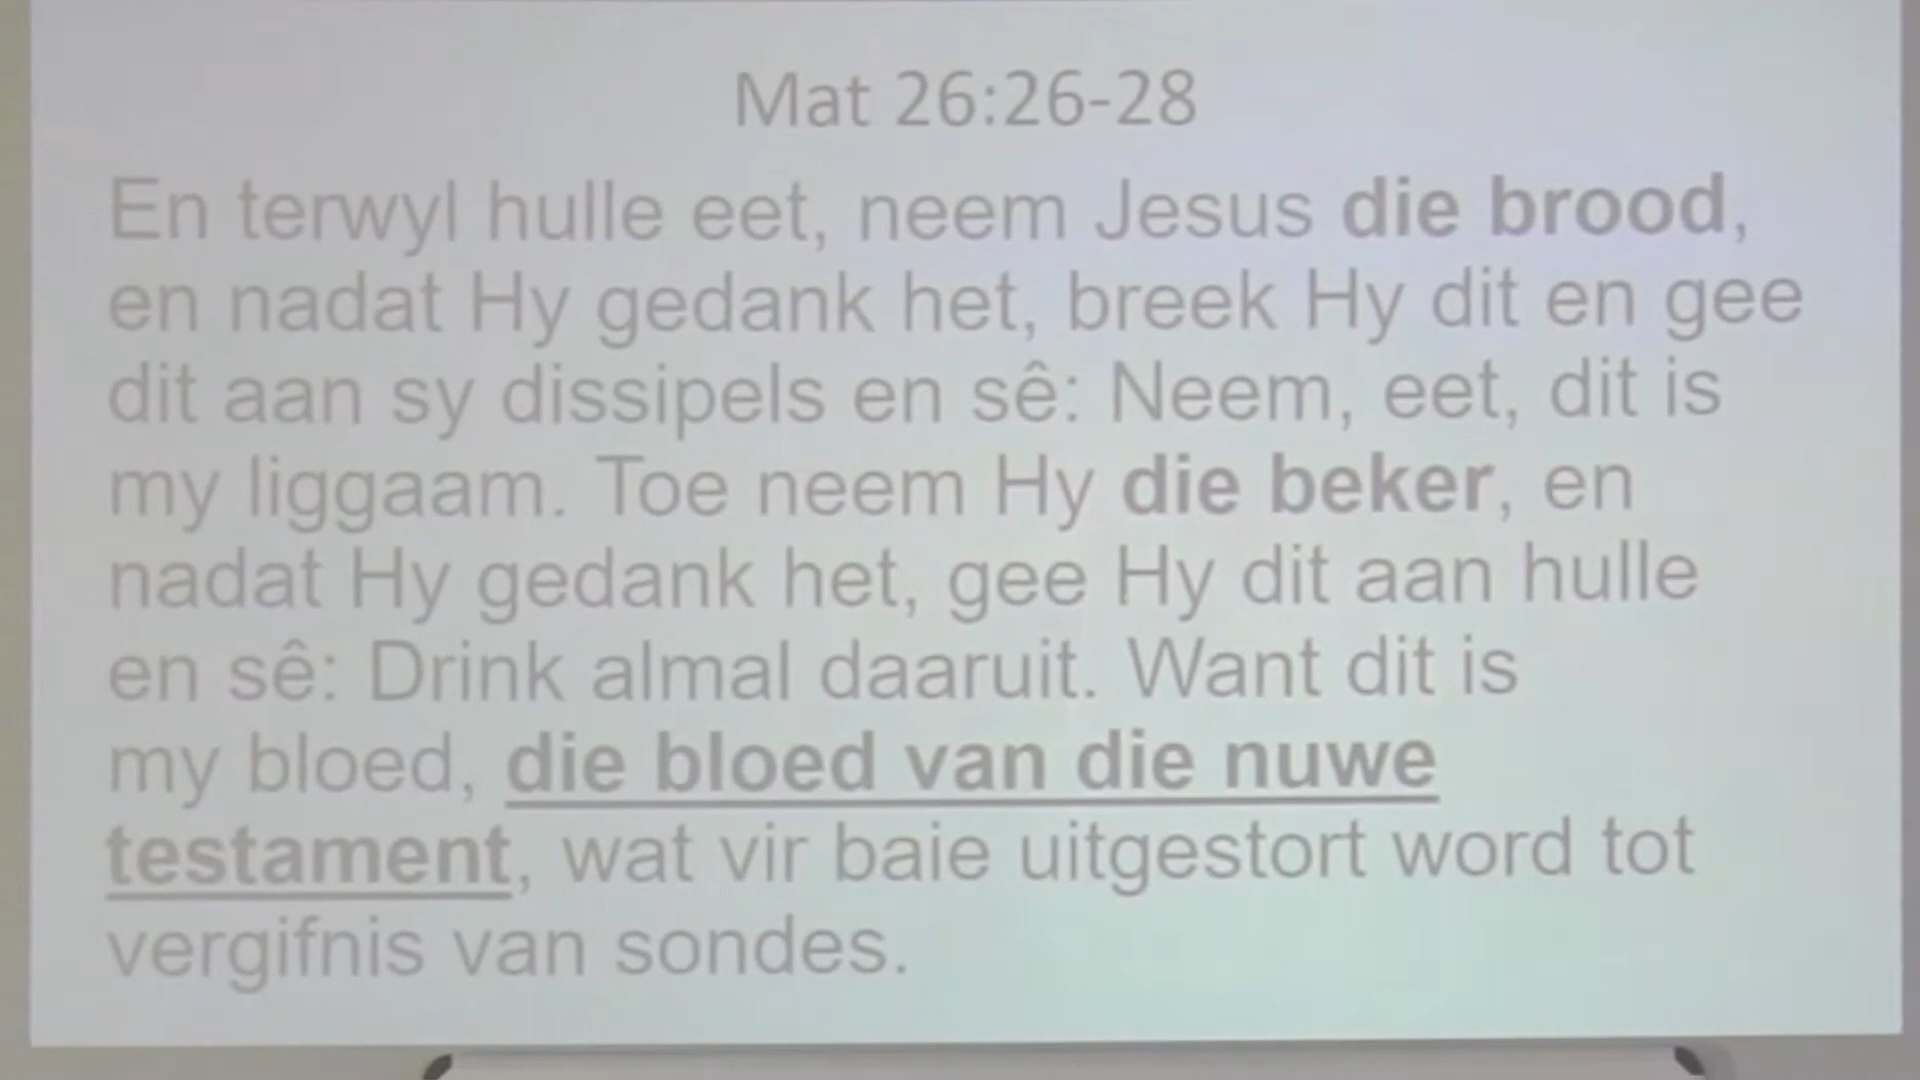 Mat 26:26-28
En terwyl hulle eet, neem Jesus die brood,
en nadat Hy gedank het, breek Hy dit en gee
dit aan sy dissipels en sê: Neem, eet, dit is
my liggaam. Toe neem Hy die beker, en
nadat Hy gedank het, gee Hy dit aan hulle
en sê: Drink almal daaruit. Want dit is
my bloed, die bloed van die nuwe
testament, wat vir baie uitgestort word tot
vergifnis van sondes.